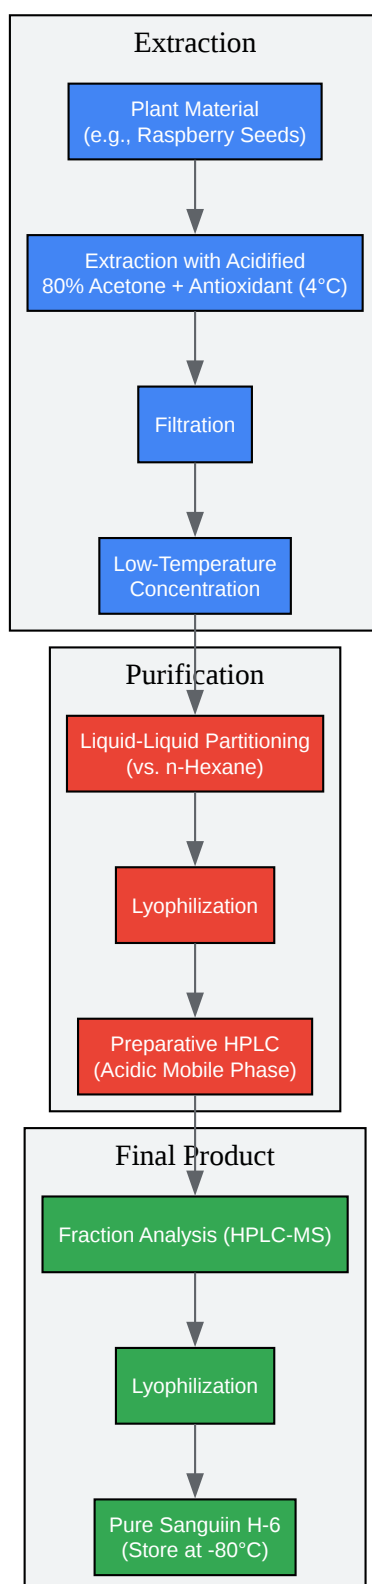 Extraction
Plant Material
(e.g., Raspberry Seeds)
Extraction with Acidified
80% Acetone + Antioxidant (4°C)
Filtration
Low-Temperature
Concentration
Purification
Liquid-Liquid Partitioning
(vs. n-Hexane)
Lyophilization
Preparative HPLC
(Acidic Mobile Phase)
Final Product
Fraction Analysis (HPLC-MS)
Lyophilization
Pure Sanguiin H-6
(Store at -80°C)